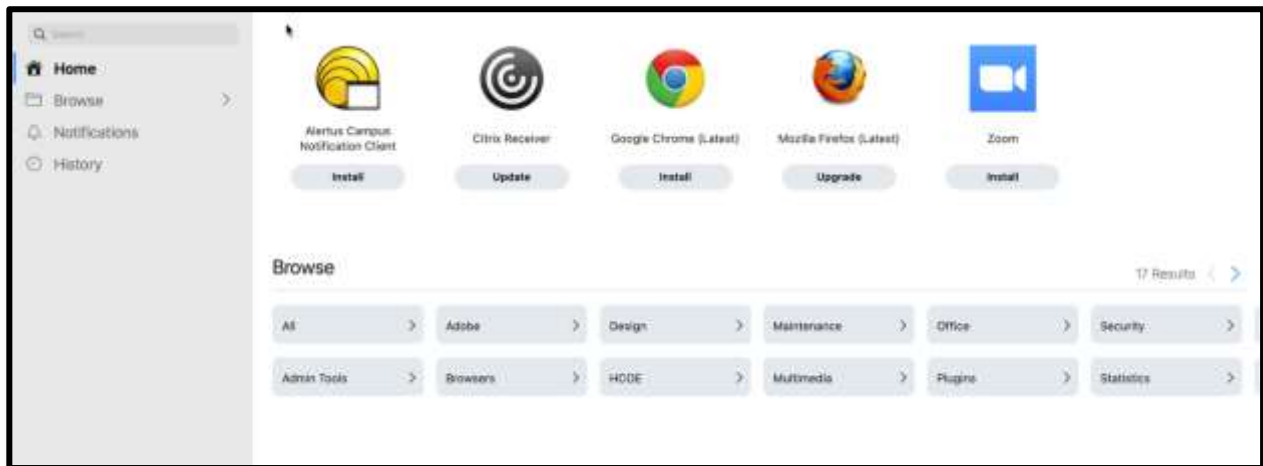 Search
Home
Browse
Notifications
History
Alertus Campus
Notification Client
Citrix Receiver
Google Chrome (Latest)
Mozilla Firefox (Latest)
Zoom
Install
Update
Install
Upgrade
Install
Browse
17 Results
All
Adobe
Design
Maintenance
Office
Security
Admin Tools
Browsers
HCDE
Multimedia
Plugins
Statistics